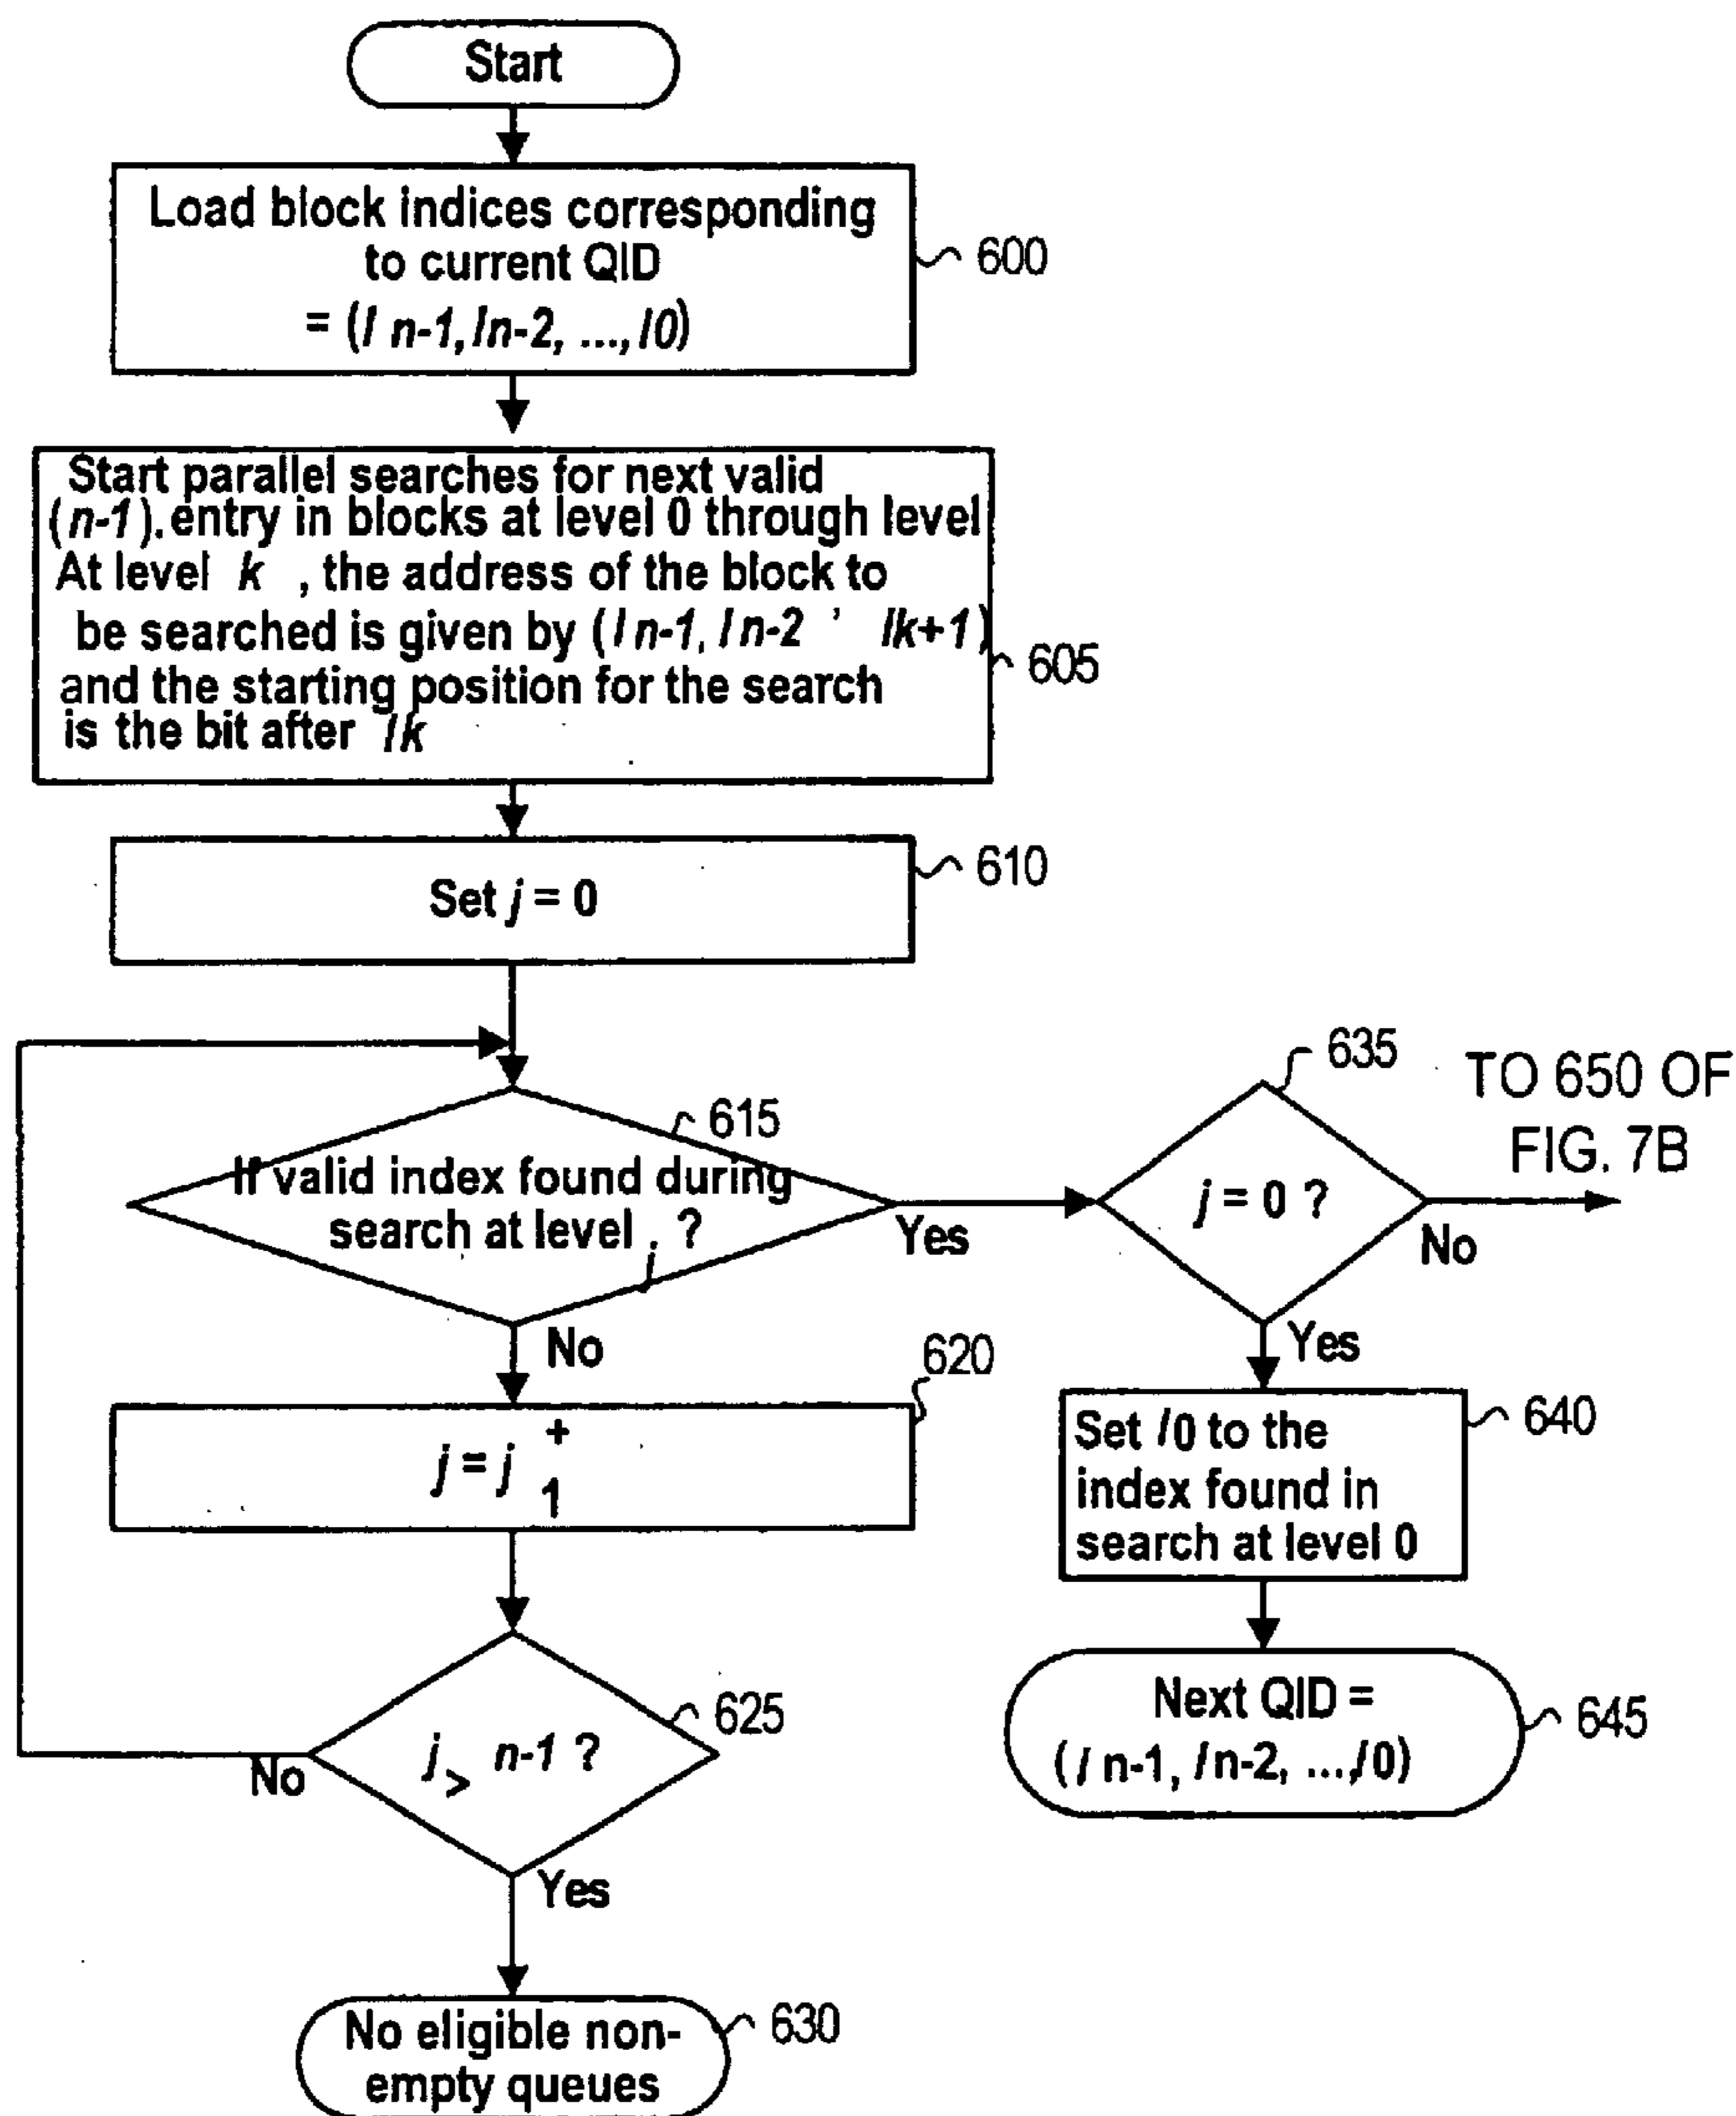 Start
Load block indices corresponding
to current QID
= (I n-1, In-2, ..., I0)
600
Start parallel searches for next valid
(n-1). entry in blocks at level 0 through level
At level k , the address of the block to
be searched is given by (I n-1, I n-2 ' Ik+1)
and the starting position for the search
is the bit after Ik
605
Set j = 0
610
615
If valid index found during
search at level j ?
Yes
No
635
j = 0 ?
TO 650 OF
FIG. 7B
No
Yes
620
j = j + 1
640
Set I0 to the
index found in
search at level 0
625
j > n-1 ?
No
Yes
Next QID =
(I n-1, I n-2, ..., I0)
645
No eligible non-
empty queues
630